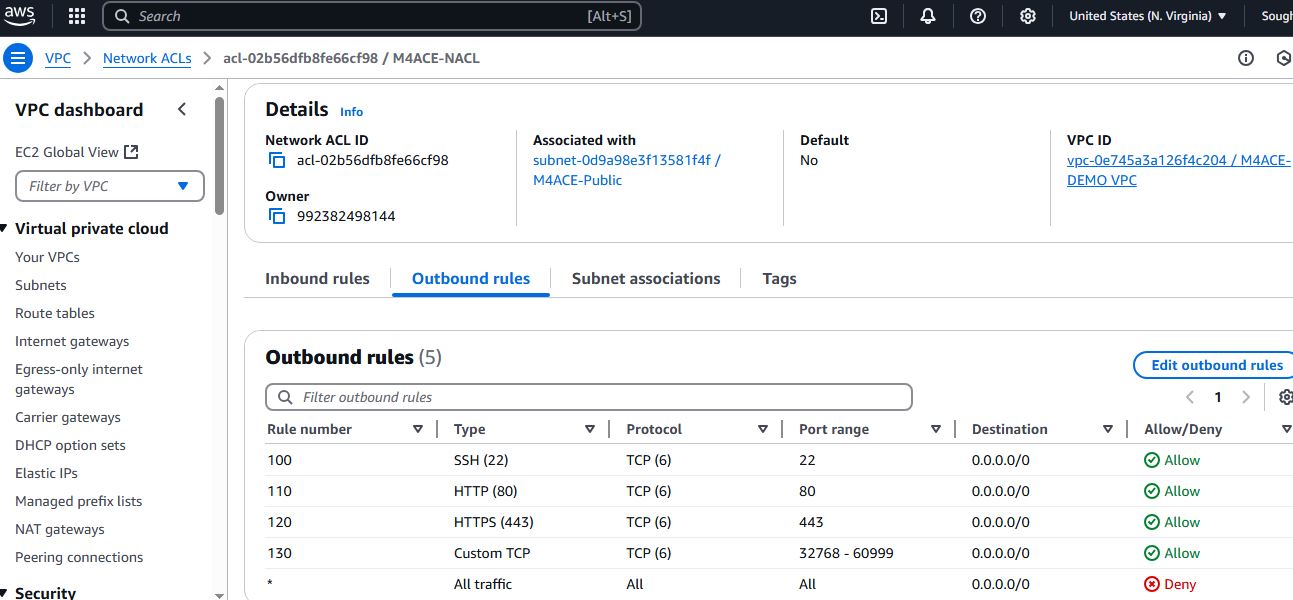 aws
Search
[Alt+S]
United States (N. Virginia)
VPC
Network ACLs
acl-02b56dfb8fe66cf98 / M4ACE-NACL
VPC dashboard
EC2 Global View
Filter by VPC
Virtual private cloud
Your VPCs
Subnets
Route tables
Internet gateways
Egress-only internet
gateways
Carrier gateways
DHCP option sets
Elastic IPs
Managed prefix lists
NAT gateways
Peering connections
Security
Details Info
Network ACL ID
acl-02b56dfb8fe66cf98
Owner
992382498144
Associated with
subnet-0d9a98e3f13581f4f /
M4ACE-Public
Default
No
VPC ID
vpc-0e745a3a126f4c204 / M4ACE-
DEMO VPC
Inbound rules Outbound rules Subnet associations Tags
Outbound rules (5)
Edit outbound rules
Filter outbound rules
1
Rule number Type Protocol Port range Destination Allow/Deny
100 SSH (22) TCP (6) 22 0.0.0.0/0 Allow
110 HTTP (80) TCP (6) 80 0.0.0.0/0 Allow
120 HTTPS (443) TCP (6) 443 0.0.0.0/0 Allow
130 Custom TCP TCP (6) 32768 - 60999 0.0.0.0/0 Allow
* All traffic All All 0.0.0.0/0 Deny